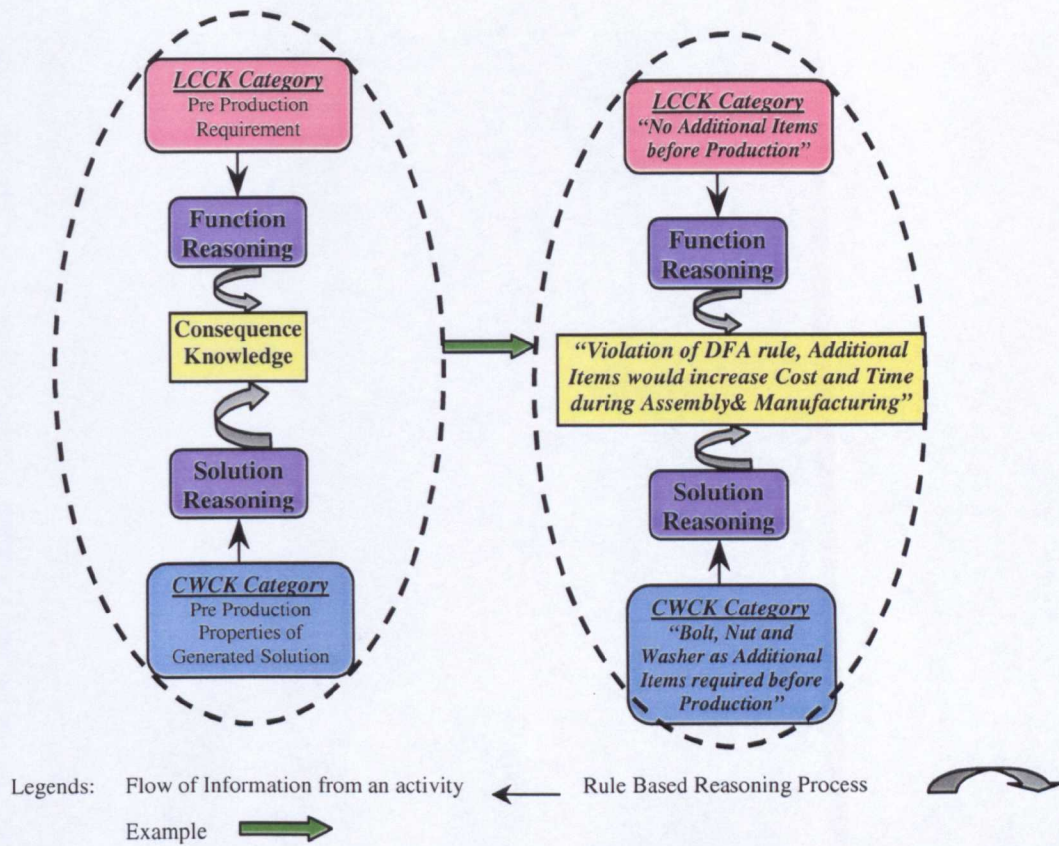 LCCK Category
Pre Production
Requirement
Function
Reasoning
Consequence
Knowledge
Solution
Reasoning
CWCK Category
Pre Production
Properties of
Generated Solution
LCCK Category
“No Additional Items
before Production”
Function
Reasoning
“Violation of DFA rule, Additional
Items would increase Cost and Time
during Assembly& Manufacturing”
Solution
Reasoning
CWCK Category
“Bolt, Nut and
Washer as Additional
Items required before
Production”
Legends: Flow of Information from an activity Rule Based Reasoning Process
Example